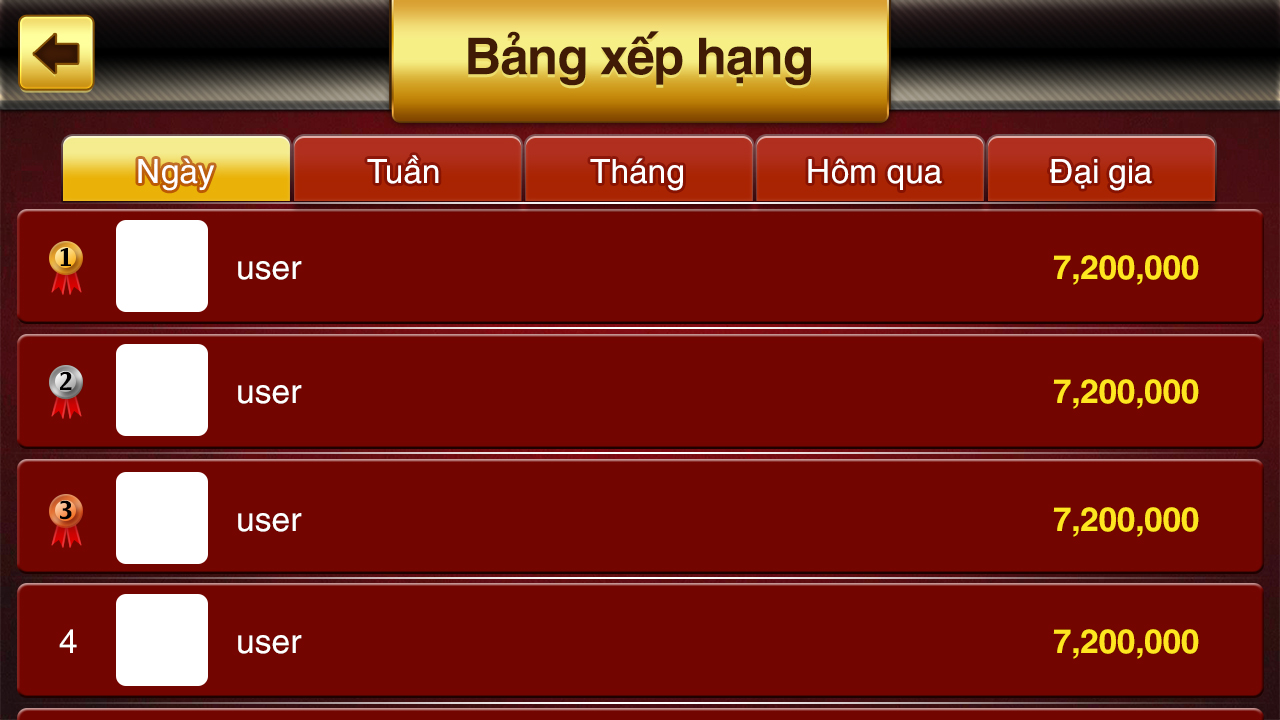 Bảng xếp hạng
Ngày Tuần Tháng Hôm qua Đại gia
1 user 7,200,000
2 user 7,200,000
3 user 7,200,000
4 user 7,200,000